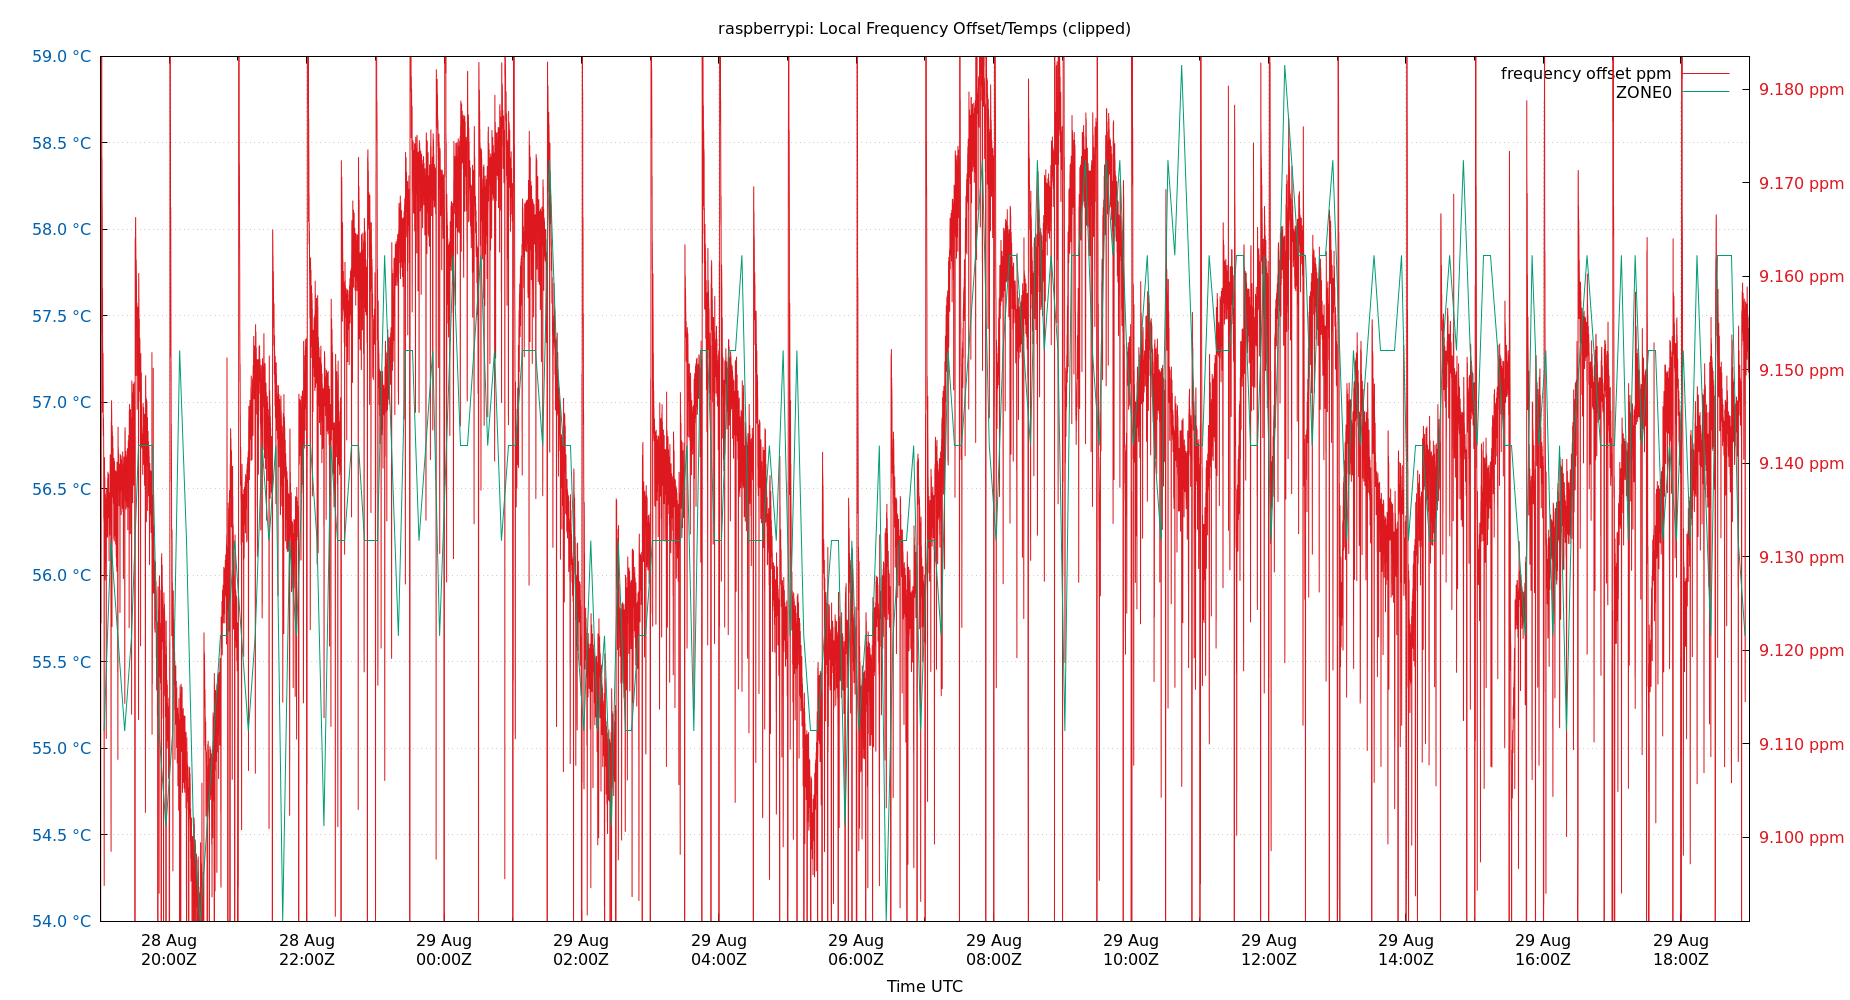 raspberrypi: Local Frequency Offset/Temps (clipped)
frequency offset ppm
ZONE0
59.0 °C
58.5 °C
58.0 °C
57.5 °C
57.0 °C
56.5 °C
56.0 °C
55.5 °C
55.0 °C
54.5 °C
54.0 °C
9.180 ppm
9.170 ppm
9.160 ppm
9.150 ppm
9.140 ppm
9.130 ppm
9.120 ppm
9.110 ppm
9.100 ppm
28 Aug
20:00Z
28 Aug
22:00Z
29 Aug
00:00Z
29 Aug
02:00Z
29 Aug
04:00Z
29 Aug
06:00Z
29 Aug
08:00Z
29 Aug
10:00Z
29 Aug
12:00Z
29 Aug
14:00Z
29 Aug
16:00Z
29 Aug
18:00Z
Time UTC